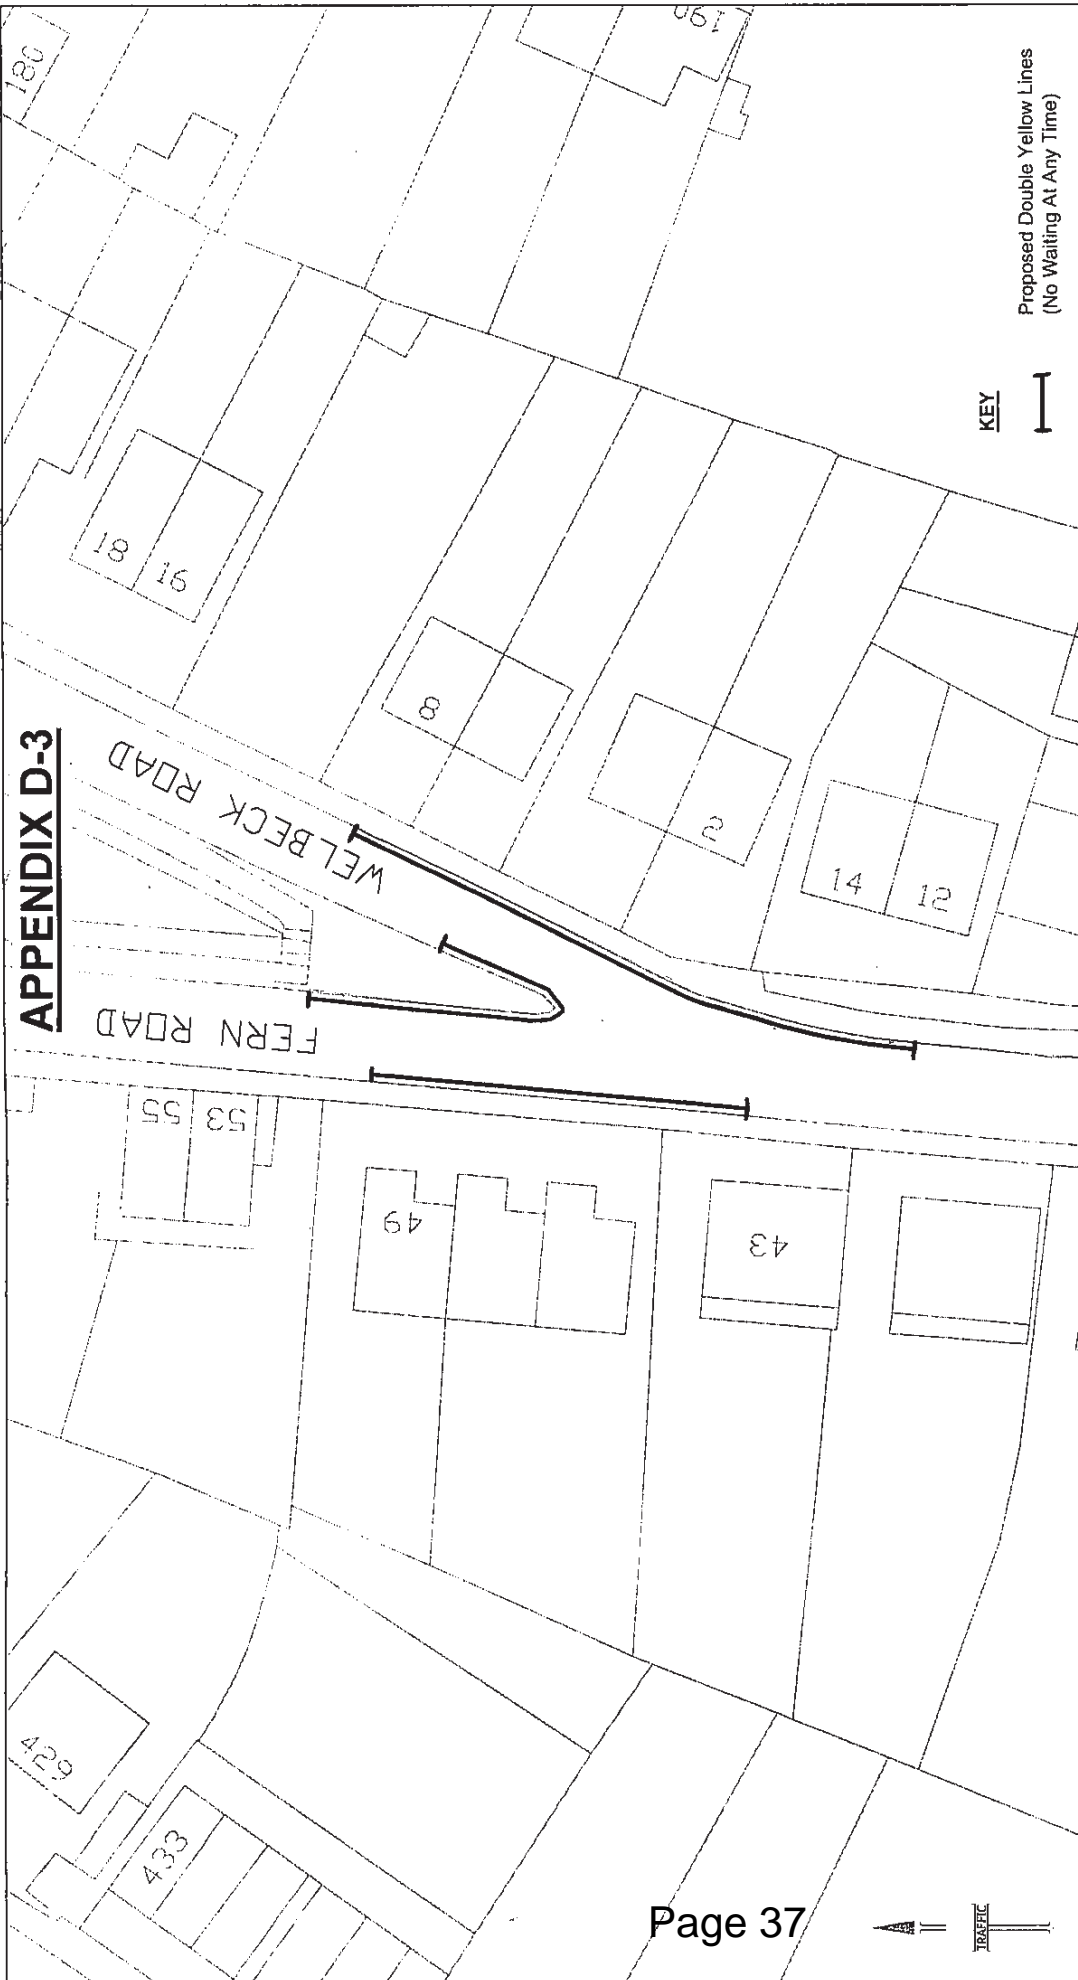 APPENDIX D-3
180
190
18
16
8
2
14
12
WELBECK ROAD
FERN ROAD
55
53
49
43
429
433
KEY
Proposed Double Yellow Lines
(No Waiting At Any Time)
TRAFFIC
Page 37